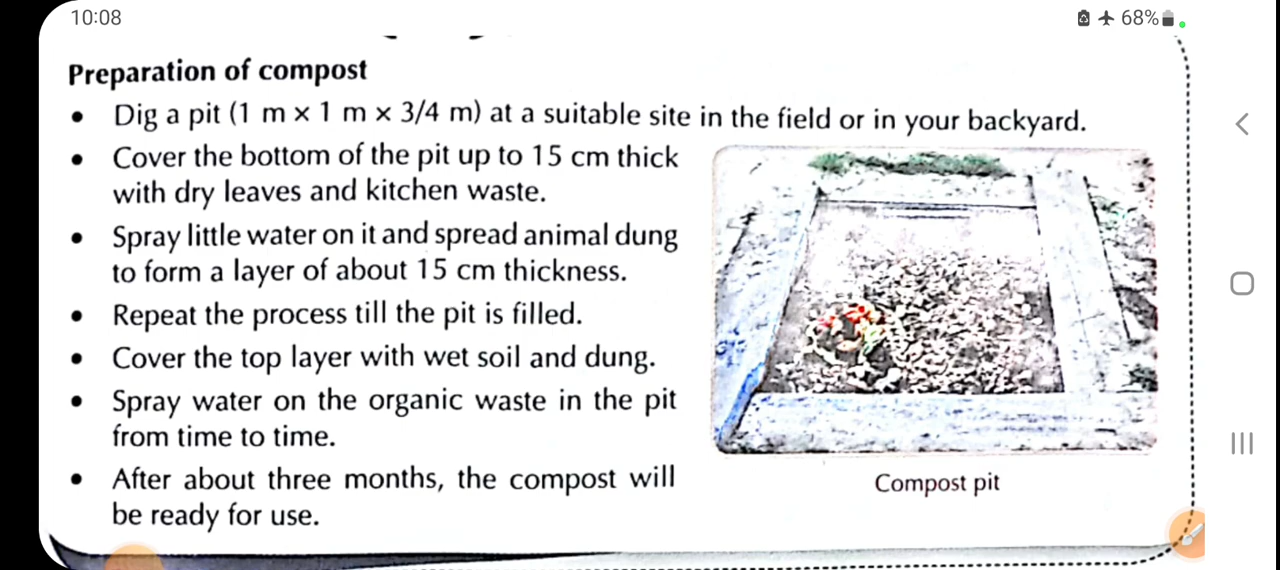 10:08
68%
Preparation of compost
• Dig a pit (1 m × 1 m × 3/4 m) at a suitable site in the field or in your backyard.
• Cover the bottom of the pit up to 15 cm thick
with dry leaves and kitchen waste.
• Spray little water on it and spread animal dung
to form a layer of about 15 cm thickness.
• Repeat the process till the pit is filled.
• Cover the top layer with wet soil and dung.
• Spray water on the organic waste in the pit
from time to time.
• After about three months, the compost will
be ready for use.
Compost pit